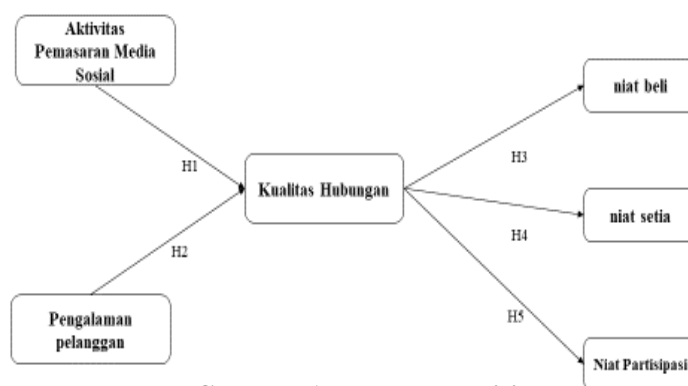 Aktivitas
Pemasaran Media
Sosial
niat beli
H1
H3
Kualitas Hubungan
niat setia
H4
H2
H5
Pengalaman
pelanggan
Niat Partisipasi